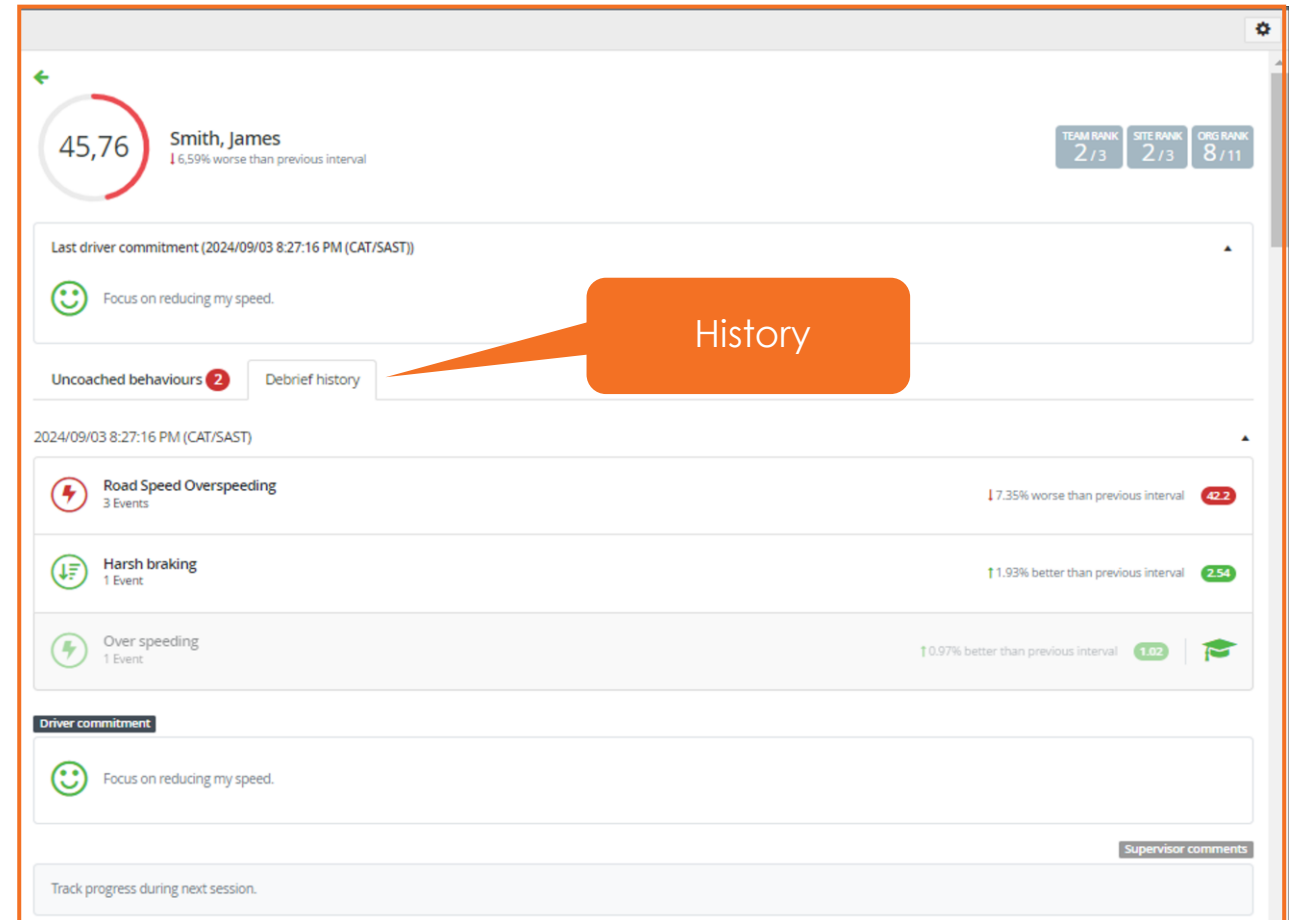 45,76
Smith, James
6,59% worse than previous interval
TEAM RANK
2/3
SITE RANK
2/3
ORG RANK
8/11
Last driver commitment (2024/09/03 8:27:16 PM (CAT/SAST))
Focus on reducing my speed.
History
Uncoached behaviours 2
Debrief history
2024/09/03 8:27:16 PM (CAT/SAST)
Road Speed Overspeeding
3 Events
7.35% worse than previous interval 42.2
Harsh braking
1 Event
1.93% better than previous interval 2.54
Over speeding
1 Event
0.97% better than previous interval 1.02
Driver commitment
Focus on reducing my speed.
Supervisor comments
Track progress during next session.